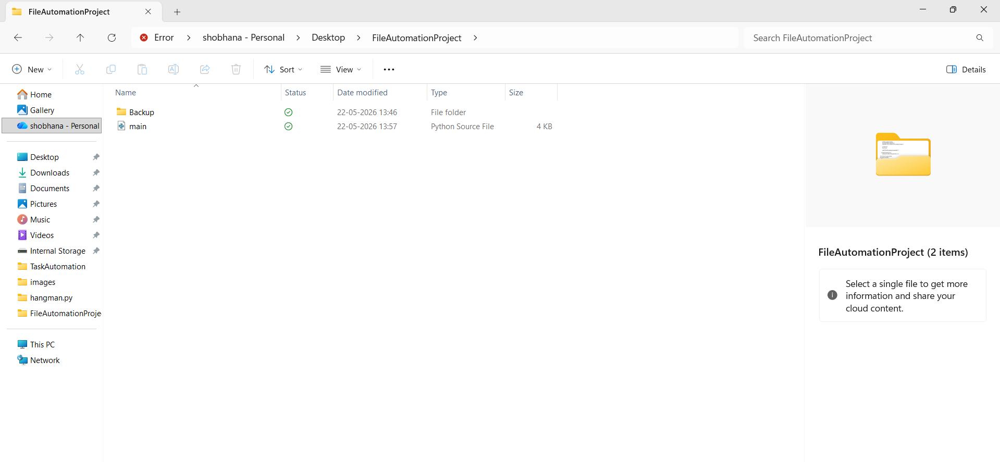 FileAutomationProject
Error > shobhana - Personal > Desktop > FileAutomationProject >
Search FileAutomationProject
New
Sort
View
Details
Home
Gallery
shobhana - Personal
Desktop
Downloads
Documents
Pictures
Music
Videos
Internal Storage
TaskAutomation
images
hangman.py
FileAutomationProje
This PC
Network
Name Status Date modified Type Size
Backup 22-05-2026 13:46 File folder
main 22-05-2026 13:57 Python Source File 4 KB
FileAutomationProject (2 items)
Select a single file to get more
information and share your
cloud content.